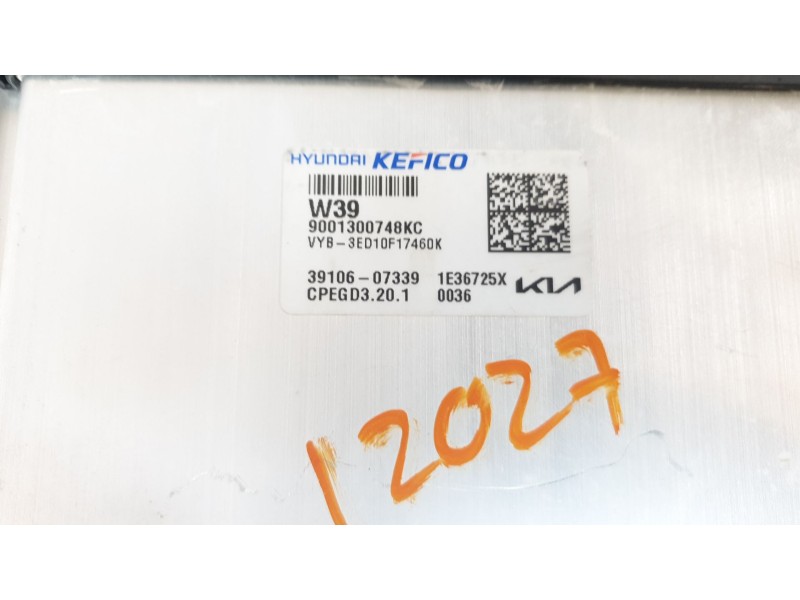 HYUNDAI KEFICO
W39
9001300748KC
VYB-3ED10F17460K
39106-07339 1E36725X KIA
CPEGD3.20.1 0036
12027